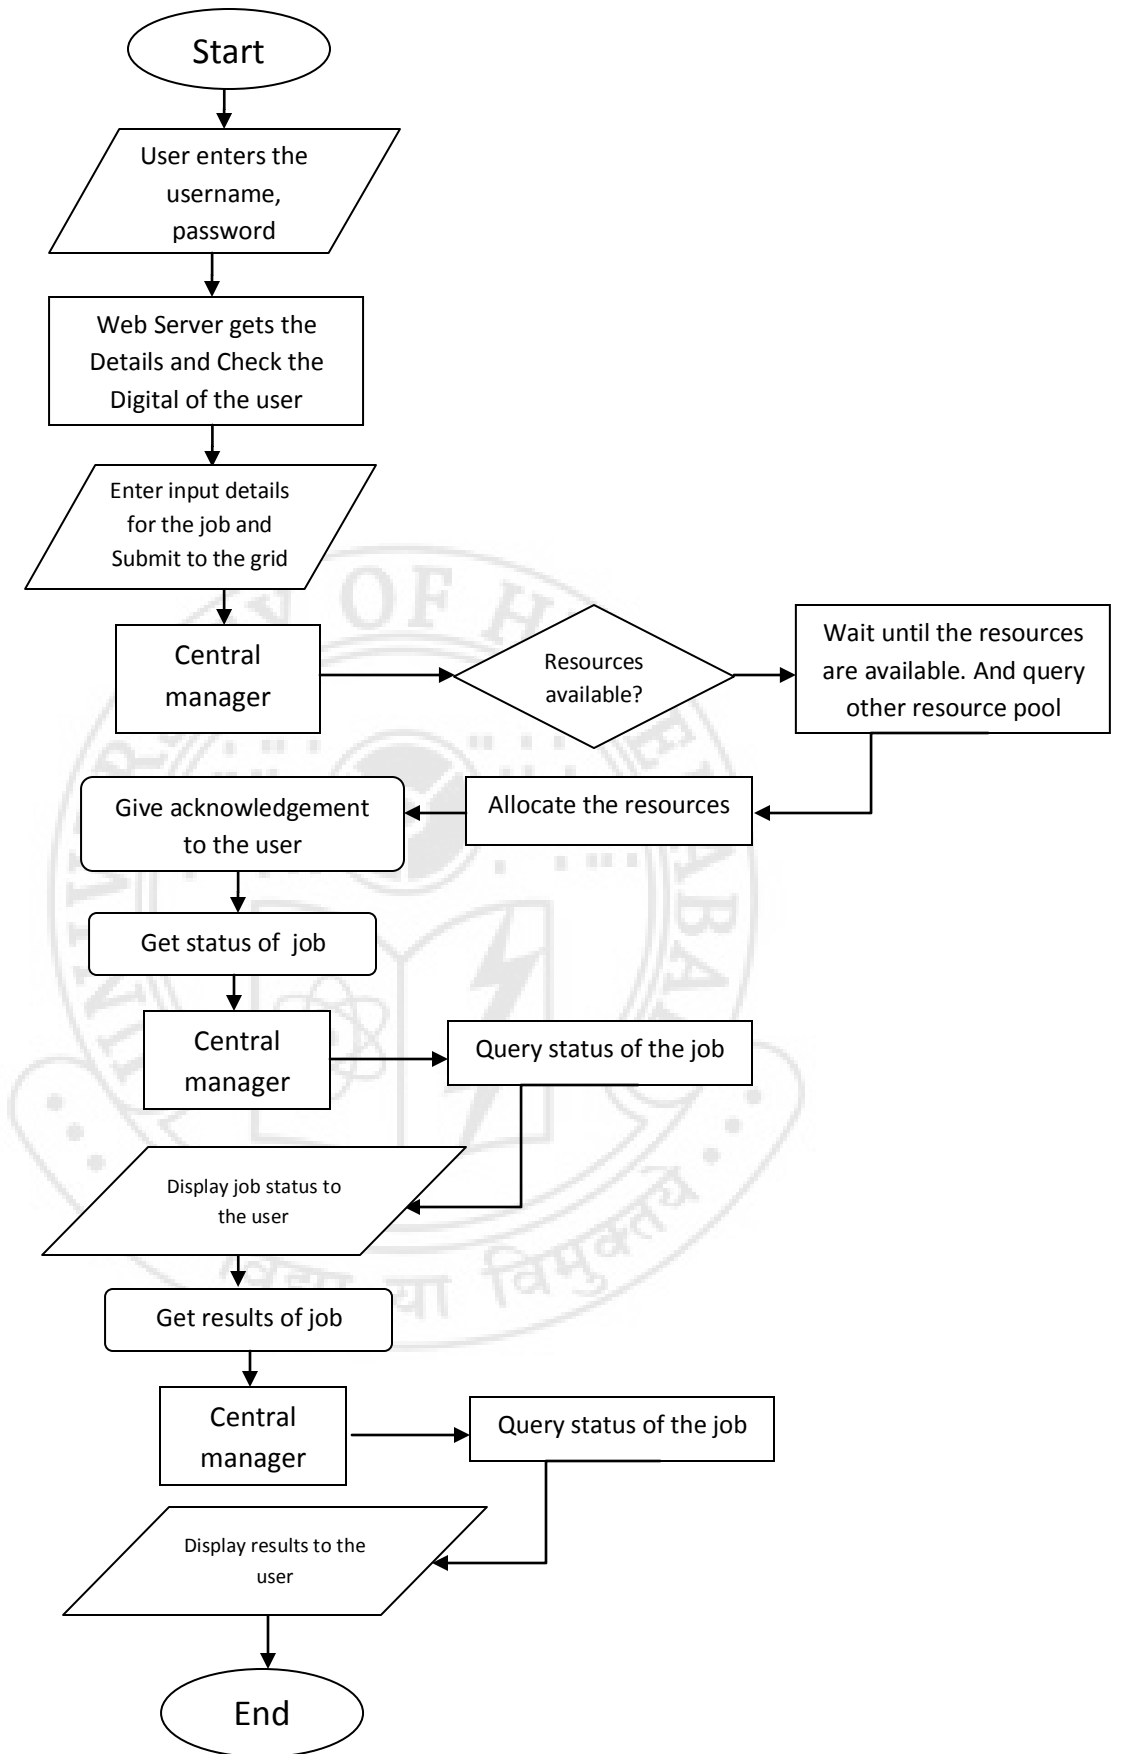 Start
User enters the
username,
password
Web Server gets the
Details and Check the
Digital of the user
Enter input details
for the job and
Submit to the grid
Central
manager
Resources
available?
Wait until the resources
are available. And query
other resource pool
Allocate the resources
Give acknowledgement
to the user
Get status of  job
Central
manager
Query status of the job
Display job status to
the user
Get results of job
Central
manager
Query status of the job
Display results to the
user
End
विद्या या विमुक्तये